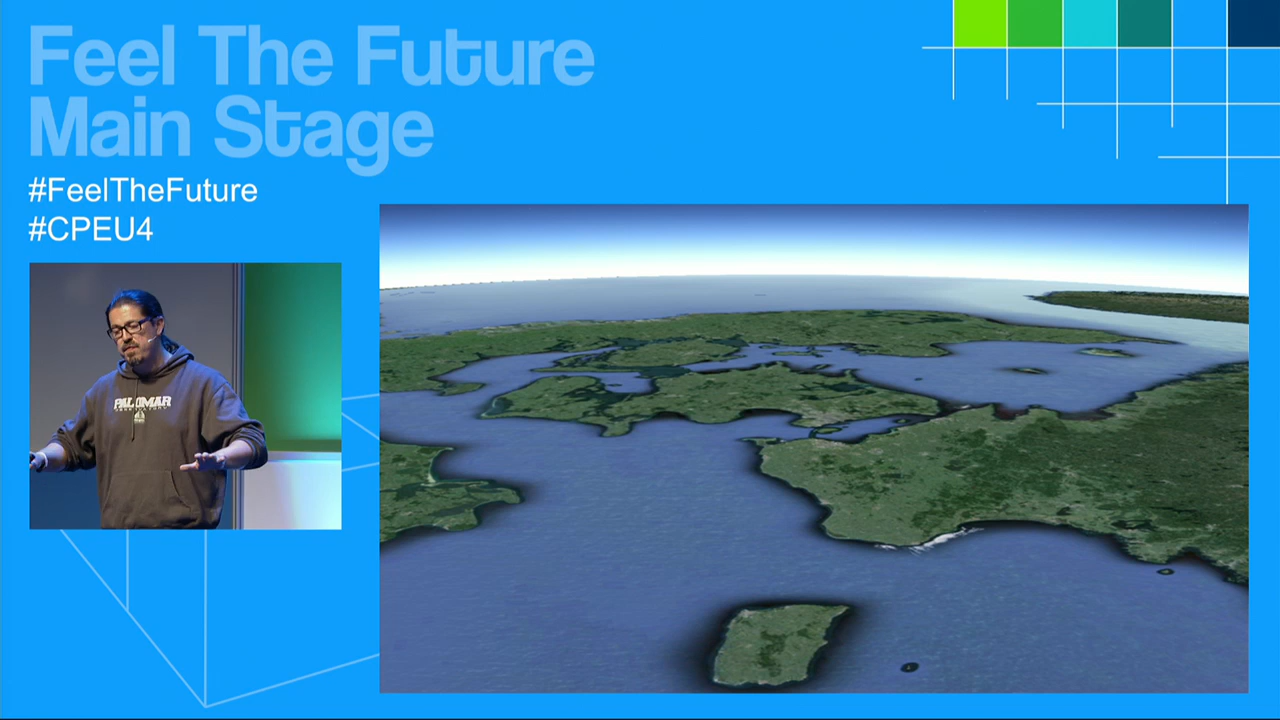 Feel The Future
Main Stage
#FeelTheFuture
#CPEU4
PALOMAR